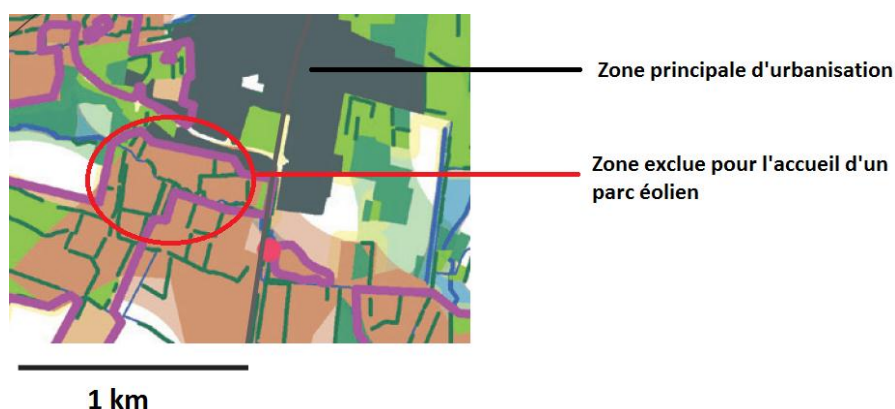 Zone principale d'urbanisation
Zone exclue pour l'accueil d'un
parc éolien
1 km